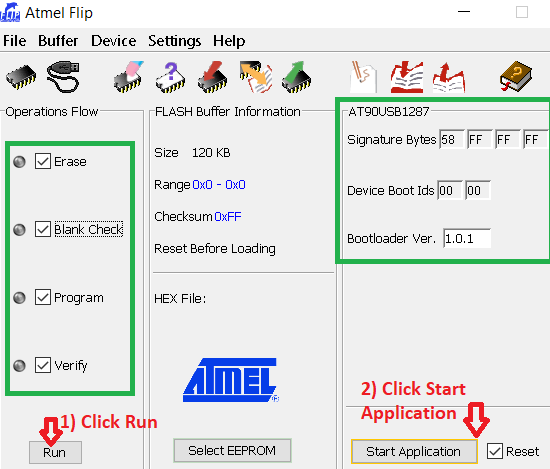 FLIP
Atmel Flip
File Buffer Device Settings Help
Operations Flow
Erase
Blank Check
Program
Verify
1) Click Run
Run
FLASH Buffer Information
Size 120 KB
Range 0x0 - 0x0
Checksum 0xFF
Reset Before Loading
HEX File:
ATMEL
Select EEPROM
AT90USB1287
Signature Bytes 58 FF FF FF
Device Boot Ids 00 00
Bootloader Ver. 1.0.1
2) Click Start
Application
Start Application
Reset